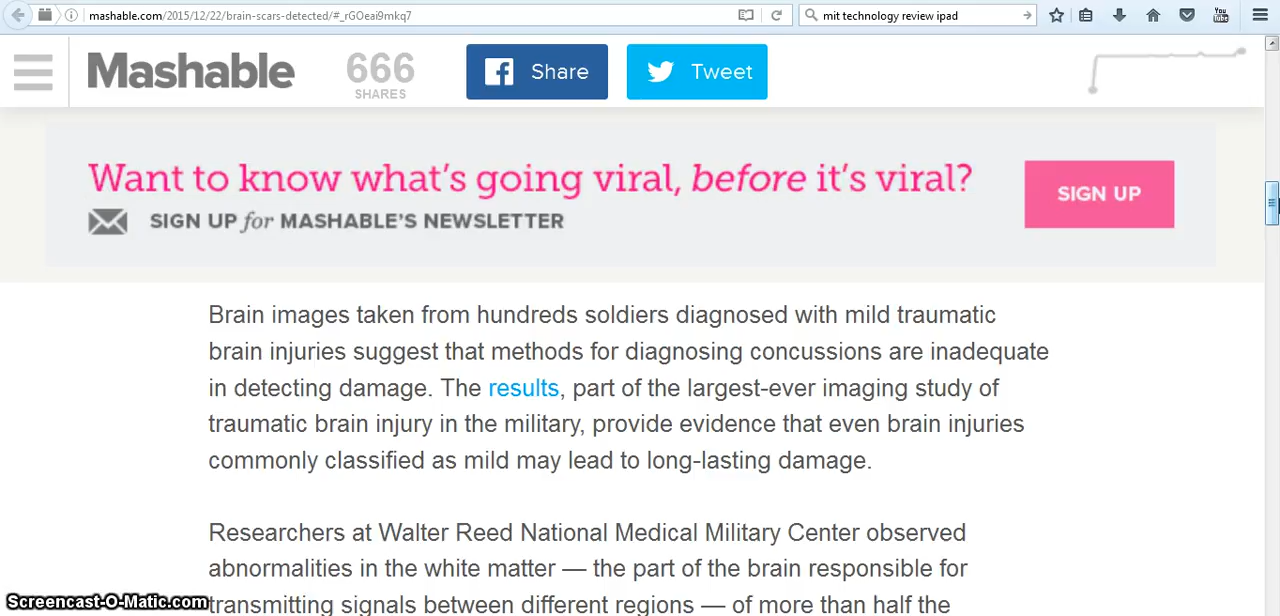 mashable.com/2015/12/22/brain-scars-detected/#_rGOeai9mkq7
mit technology review ipad
You
Tube
Mashable
666
SHARES
Share
Tweet
Want to know what's going viral, before it's viral?
SIGN UP for MASHABLE'S NEWSLETTER
SIGN UP
Brain images taken from hundreds soldiers diagnosed with mild traumatic
brain injuries suggest that methods for diagnosing concussions are inadequate
in detecting damage. The results, part of the largest-ever imaging study of
traumatic brain injury in the military, provide evidence that even brain injuries
commonly classified as mild may lead to long-lasting damage.
Researchers at Walter Reed National Medical Military Center observed
abnormalities in the white matter — the part of the brain responsible for
transmitting signals between different regions — of more than half the
Screencast-O-Matic.com